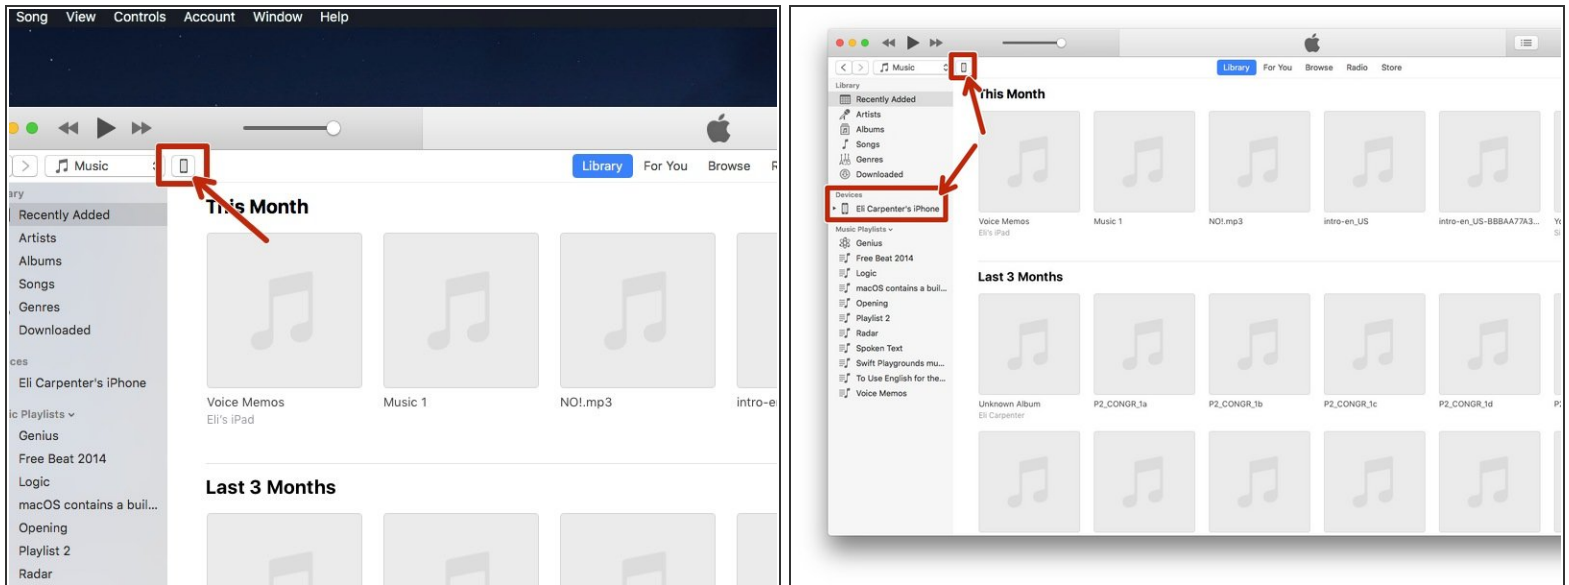 Song View Controls Account Window Help
Music
Library For You Browse
Recently Added
This Month
Artists
Albums
Songs
Genres
Downloaded
Eli Carpenter's iPhone
Voice Memos Music 1 NO!.mp3
Eli's iPad
Genius
Free Beat 2014
Logic
macOS contains a buil...
Last 3 Months
Opening
Playlist 2
Radar
Music
Library For You Browse Radio Store
Library
This Month
Recently Added
Artists
Albums
Songs
Genres
Downloaded
Devices
Eli Carpenter's iPhone
Voice Memos Music 1 NO!.mp3 intro-en_US intro-en_US-BBBAA77A3...
Eli's iPad
Music Playlists
Genius
Free Beat 2014
Logic
Last 3 Months
macOS contains a buil...
Opening
Playlist 2
Radar
Spoken Text
Swift Playgrounds mu...
To Use English for the...
Voice Memos
Unknown Album P2_CONGR_1a P2_CONGR_1b P2_CONGR_1c P2_CONGR_1d
Eli Carpenter